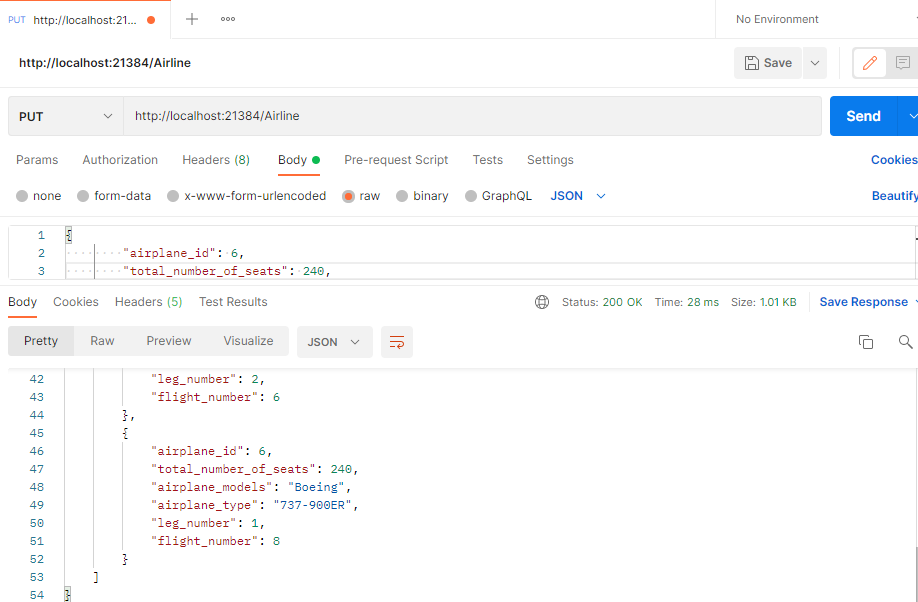 PUT http://localhost:21... No Environment
http://localhost:21384/Airline Save
PUT http://localhost:21384/Airline Send
Params Authorization Headers (8) Body Pre-request Script Tests Settings Cookies
none form-data x-www-form-urlencoded raw binary GraphQL JSON Beautify
1 {
2 "airplane_id": 6,
3 "total_number_of_seats": 240,
Body Cookies Headers (5) Test Results Status: 200 OK Time: 28 ms Size: 1.01 KB Save Response
Pretty Raw Preview Visualize JSON
42 "leg_number": 2,
43 "flight_number": 6
44 },
45 {
46 "airplane_id": 6,
47 "total_number_of_seats": 240,
48 "airplane_models": "Boeing",
49 "airplane_type": "737-900ER",
50 "leg_number": 1,
51 "flight_number": 8
52 }
53 ]
54 }